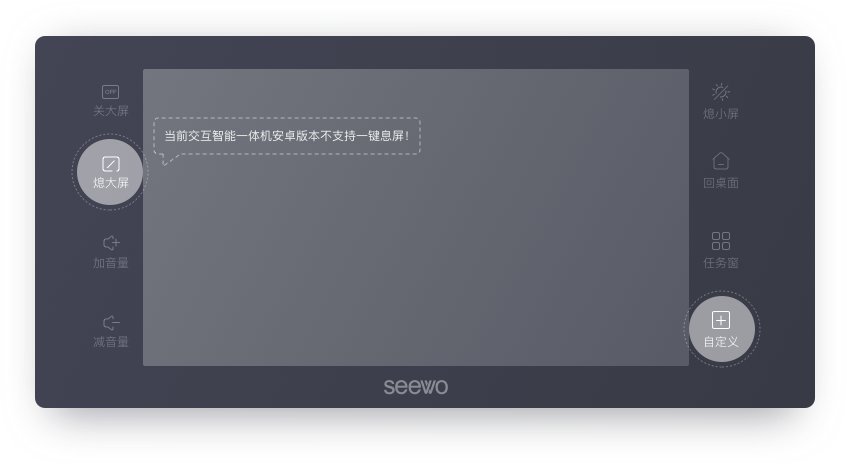 OFF
关大屏
熄小屏
当前交互智能一体机安卓版本不支持一键息屏!
熄大屏
回桌面
加音量
任务窗
减音量
自定义
seewo